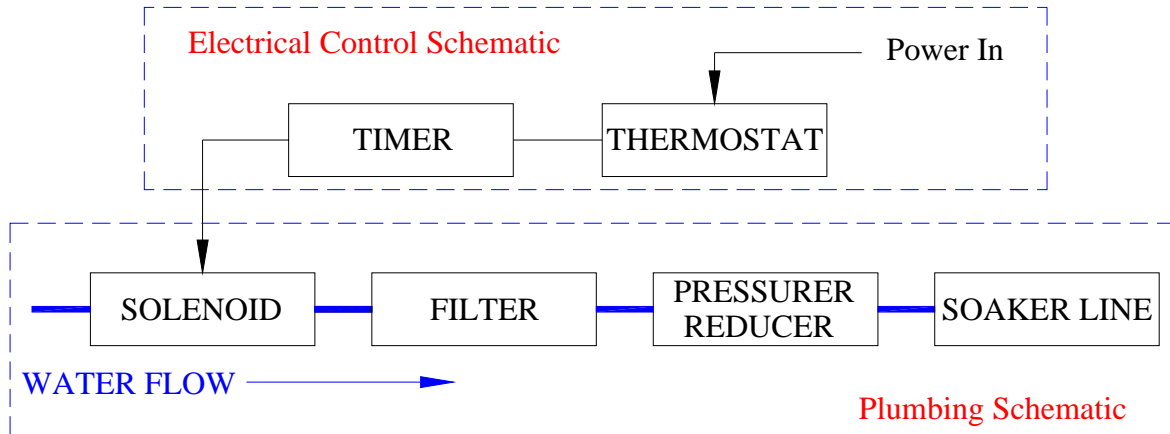 Electrical Control Schematic
Power In
TIMER
THERMOSTAT
SOLENOID
FILTER
PRESSURER
REDUCER
SOAKER LINE
WATER FLOW
Plumbing Schematic